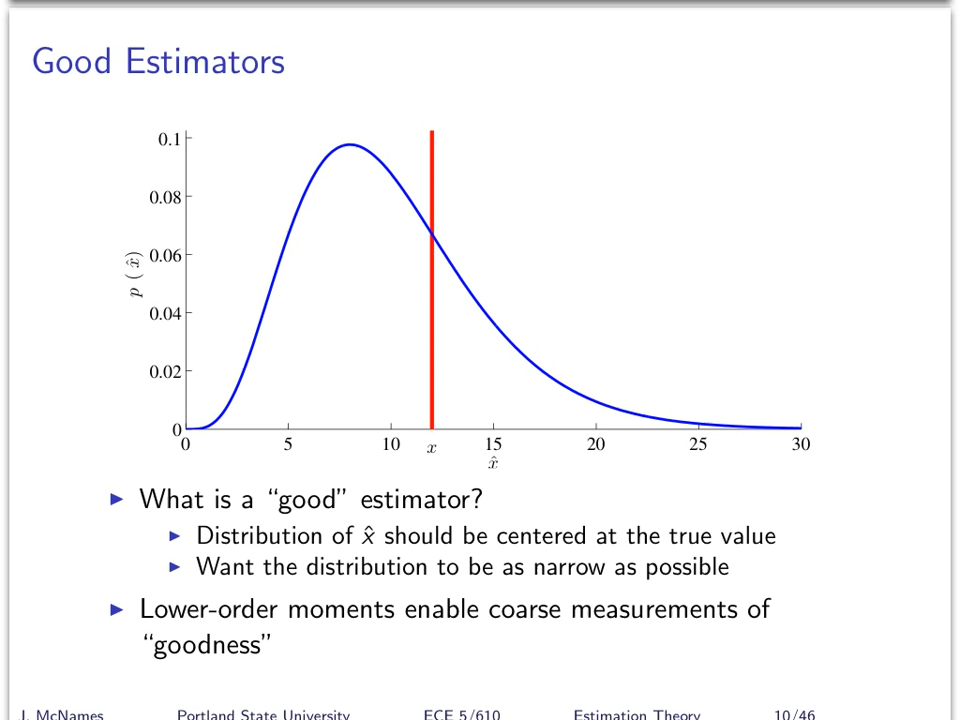 Good Estimators
0.1
0.08
0.06
0.04
0.02
0
p ( x̂ )
0 5 10 x 15 20 25 30
x̂
What is a “good” estimator?
Distribution of x̂ should be centered at the true value
Want the distribution to be as narrow as possible
Lower-order moments enable coarse measurements of
“goodness”
J. McNames Portland State University ECE 5/610 Estimation Theory 10/46